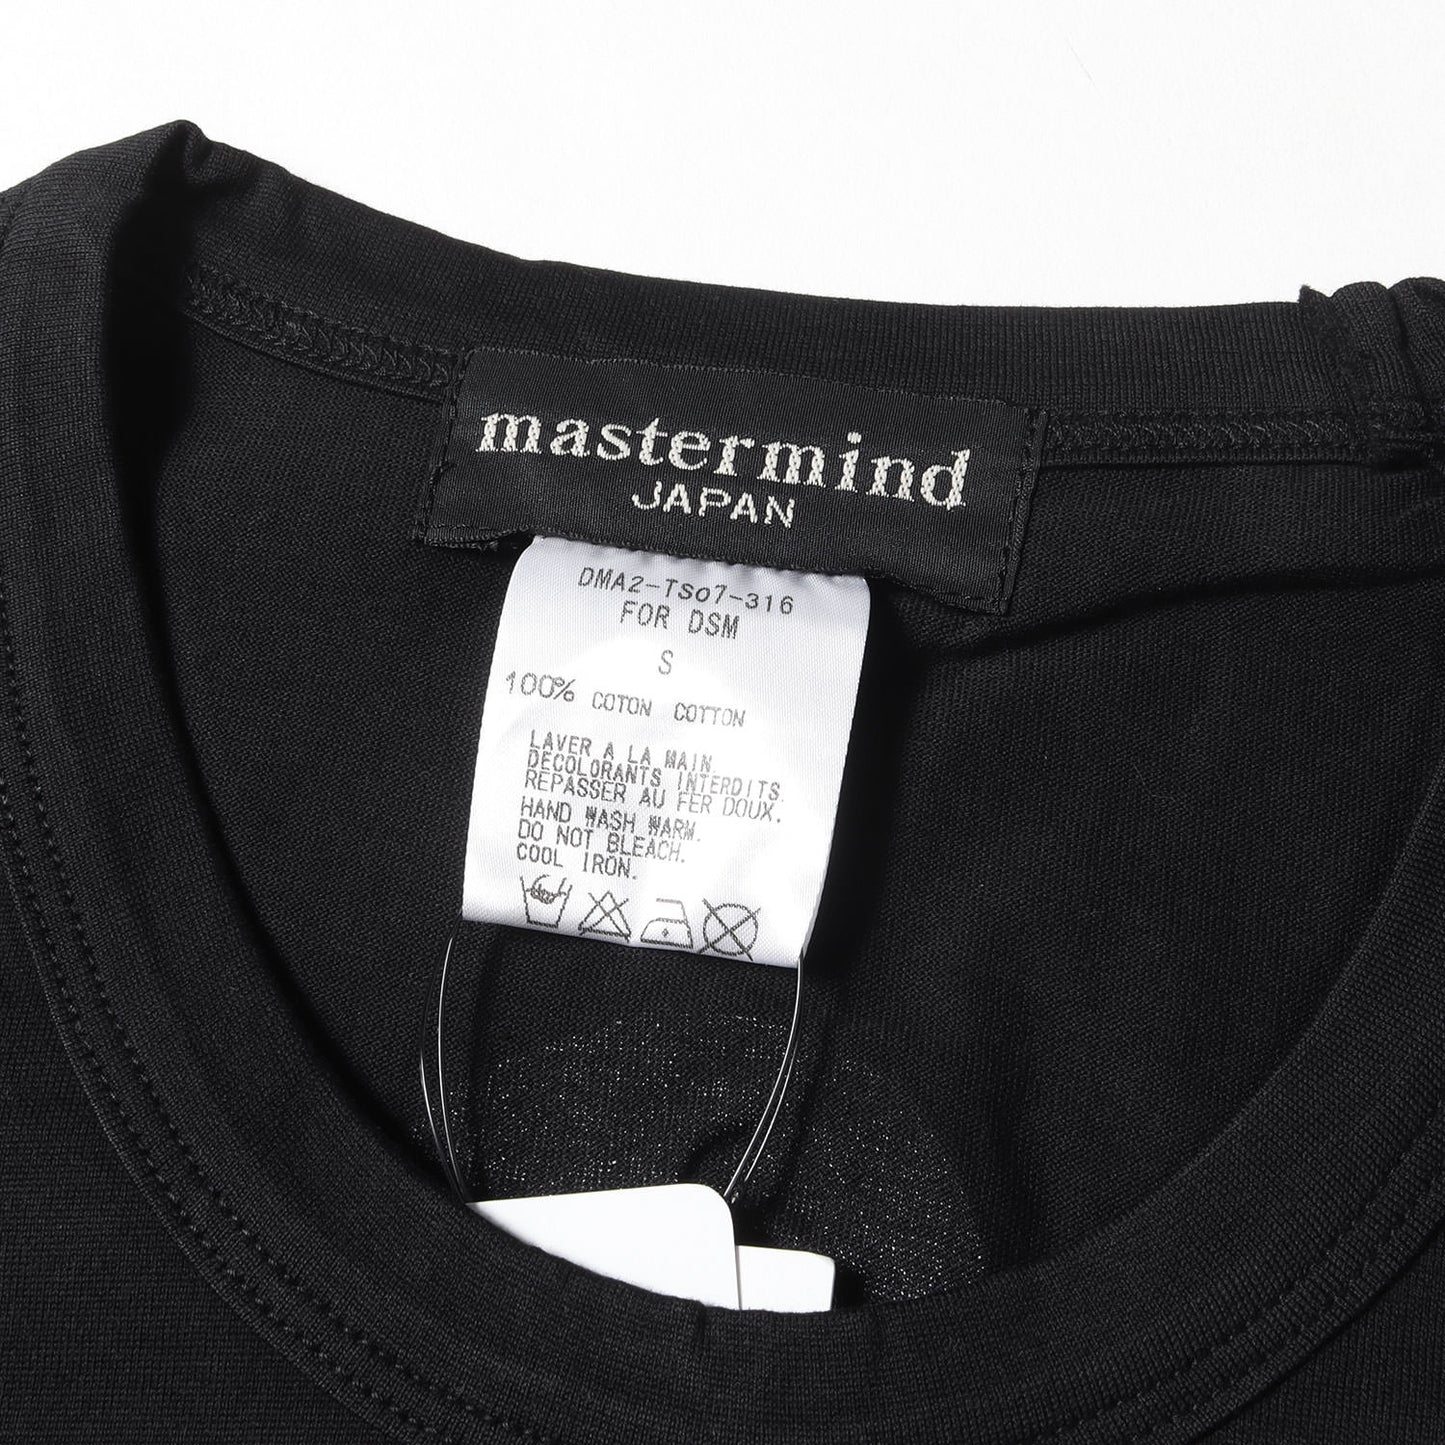 mastermind
JAPAN
DMA2-TSo7-316
FOR DSM
S
100% COTON COTTON
LAVER A LA MAIN.
DECOLORANTS INTERDITS.
REPASSER AU FER DOUX.
HAND WASH WARM.
DO NOT BLEACH.
COOL IRON.